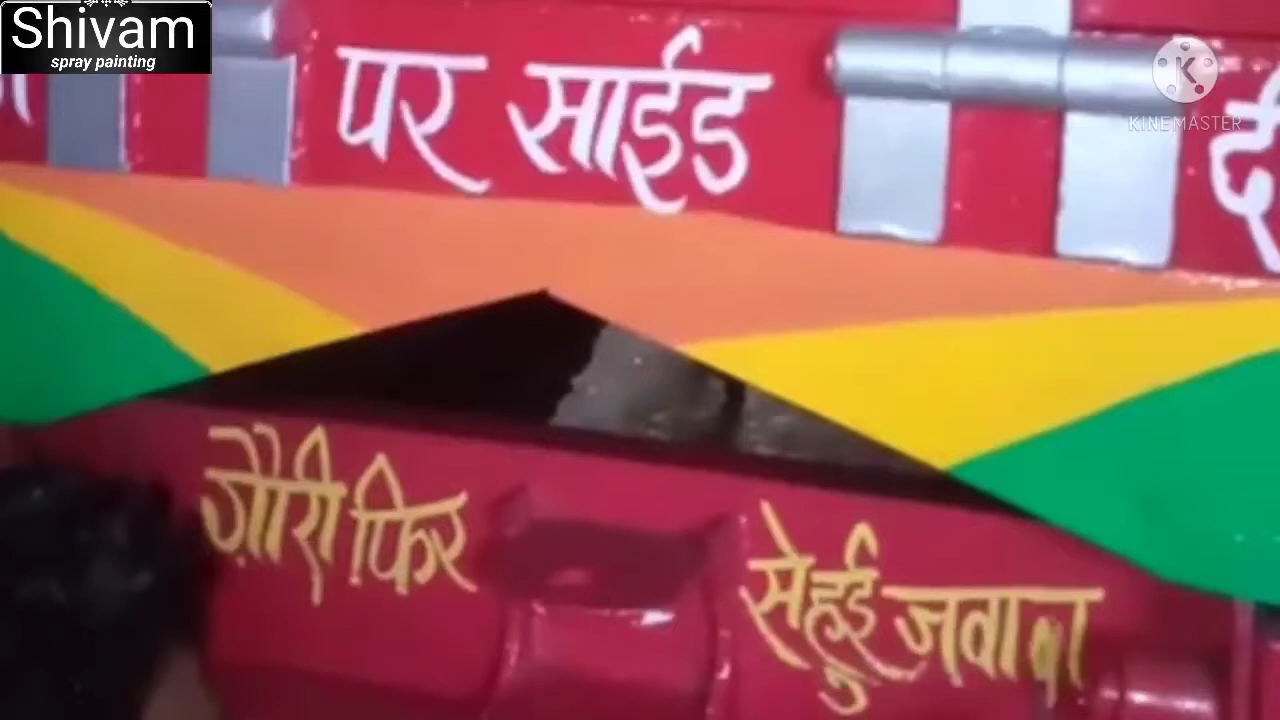 Shivam
spray painting
KINEMASTER
पर साईड
गौरी फिर
से हुई जवान